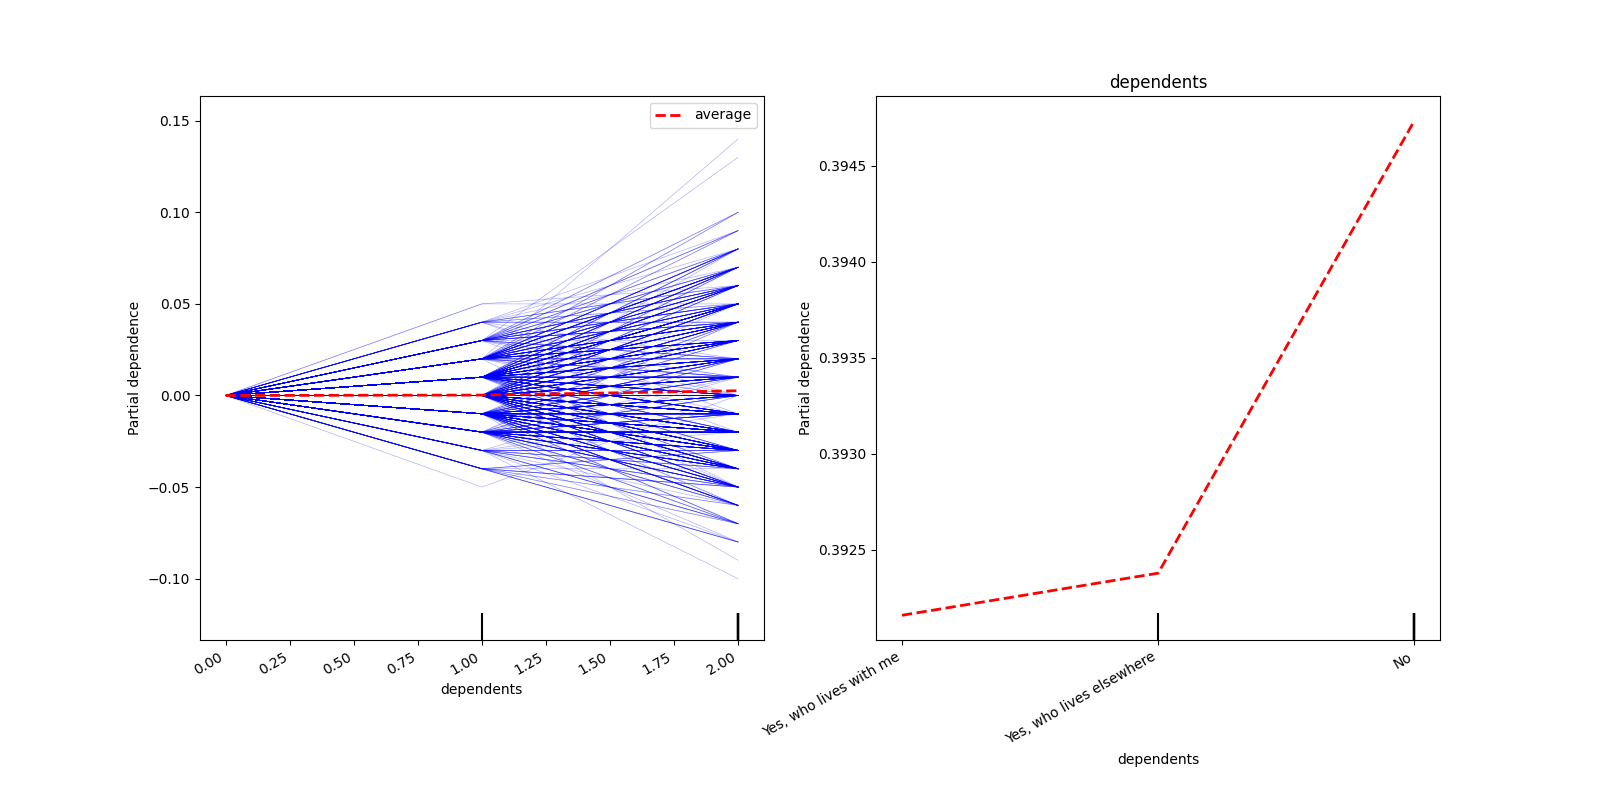 average
0.15
0.10
0.05
0.00
−0.05
−0.10
Partial dependence
0.00 0.25 0.50 0.75 1.00 1.25 1.50 1.75 2.00
dependents
dependents
0.3945
0.3940
0.3935
0.3930
0.3925
Partial dependence
Yes, who lives with me
Yes, who lives elsewhere
No
dependents